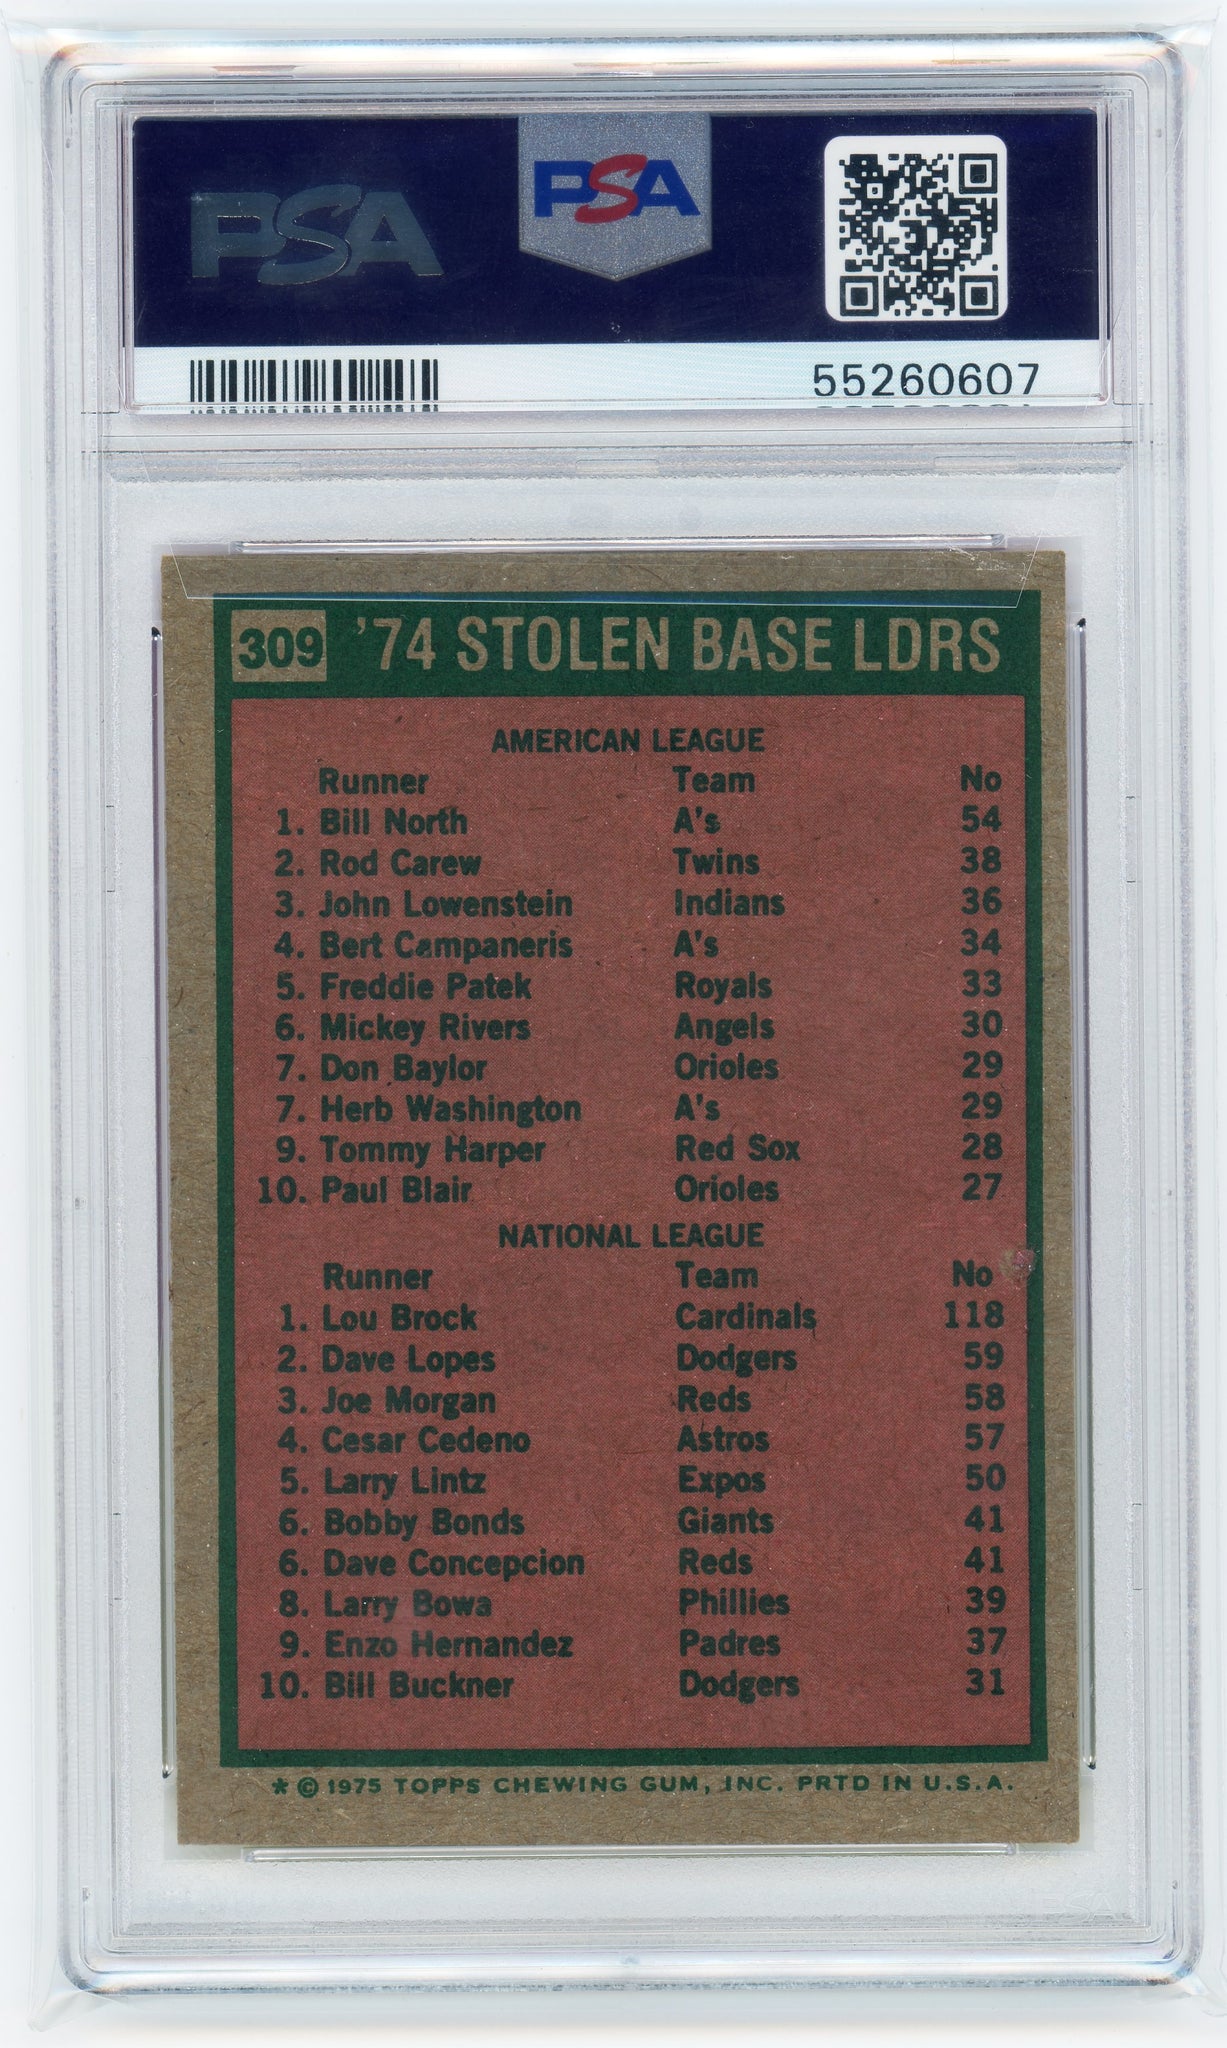 PSA
PSA
55260607
309 '74 STOLEN BASE LDRS
AMERICAN LEAGUE
Runner Team No
1. Bill North A's 54
2. Rod Carew Twins 38
3. John Lowenstein Indians 36
4. Bert Campaneris A's 34
5. Freddie Patek Royals 33
6. Mickey Rivers Angels 30
7. Don Baylor Orioles 29
7. Herb Washington A's 29
9. Tommy Harper Red Sox 28
10. Paul Blair Orioles 27
NATIONAL LEAGUE
Runner Team No
1. Lou Brock Cardinals 118
2. Dave Lopes Dodgers 59
3. Joe Morgan Reds 58
4. Cesar Cedeno Astros 57
5. Larry Lintz Expos 50
6. Bobby Bonds Giants 41
6. Dave Concepcion Reds 41
8. Larry Bowa Phillies 39
9. Enzo Hernandez Padres 37
10. Bill Buckner Dodgers 31
* © 1975 TOPPS CHEWING GUM, INC. PRTD IN U.S.A.
PSA